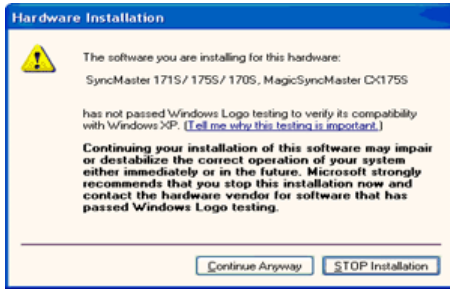 Hardware Installation
The software you are installing for this hardware:
SyncMaster 171S/ 175S/ 170S, MagicSyncMaster CX175S
has not passed Windows Logo testing to verify its compatibility
with Windows XP. (Tell me why this testing is important.)
Continuing your installation of this software may impair
or destabilize the correct operation of your system
either immediately or in the future. Microsoft strongly
recommends that you stop this installation now and
contact the hardware vendor for software that has
passed Windows Logo testing.
Continue Anyway STOP Installation